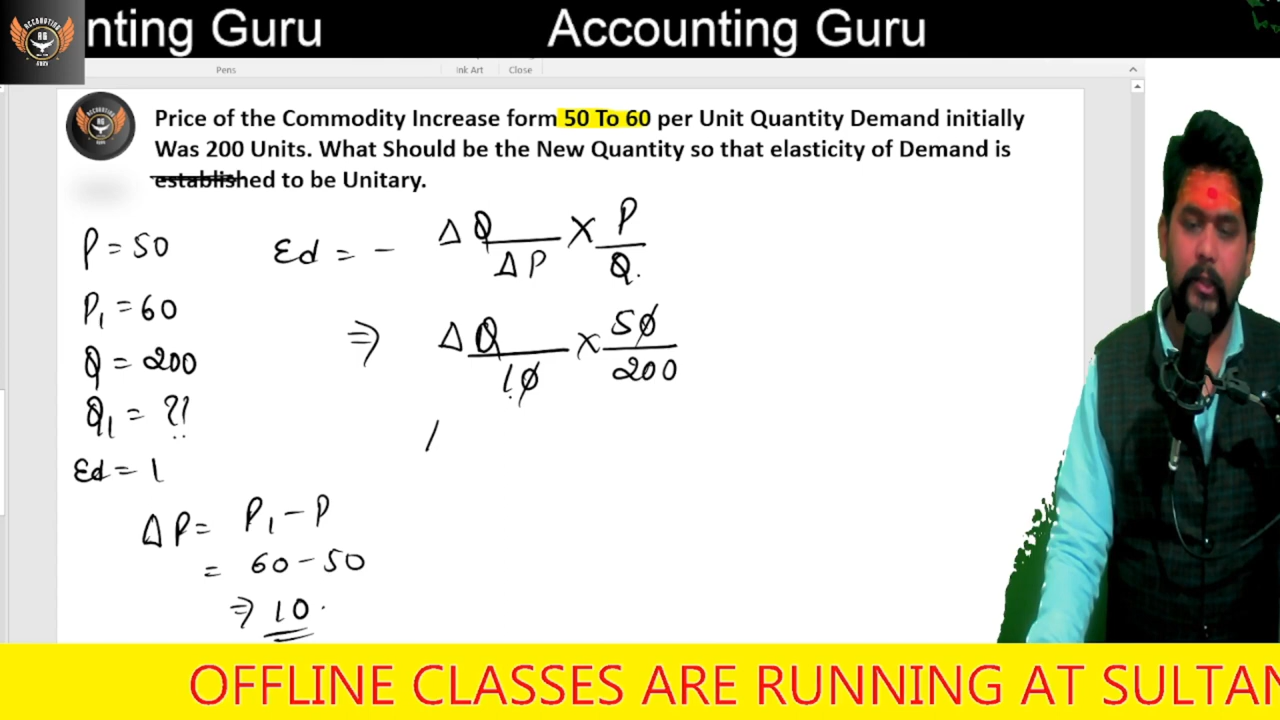 nting Guru
Accounting Guru
Pens
Ink Art
Close
Price of the Commodity Increase form 50 To 60 per Unit Quantity Demand initially
Was 200 Units. What Should be the New Quantity so that elasticity of Demand is
established to be Unitary.
P = 50
Ed = - ΔQ/ΔP × P/Q
P₁ = 60
⇒ ΔQ/10 × 50/200
Q = 200
Q₁ = ??
Ed = 1
ΔP = P₁ - P
= 60 - 50
⇒ 10
OFFLINE CLASSES ARE RUNNING AT SULTAN